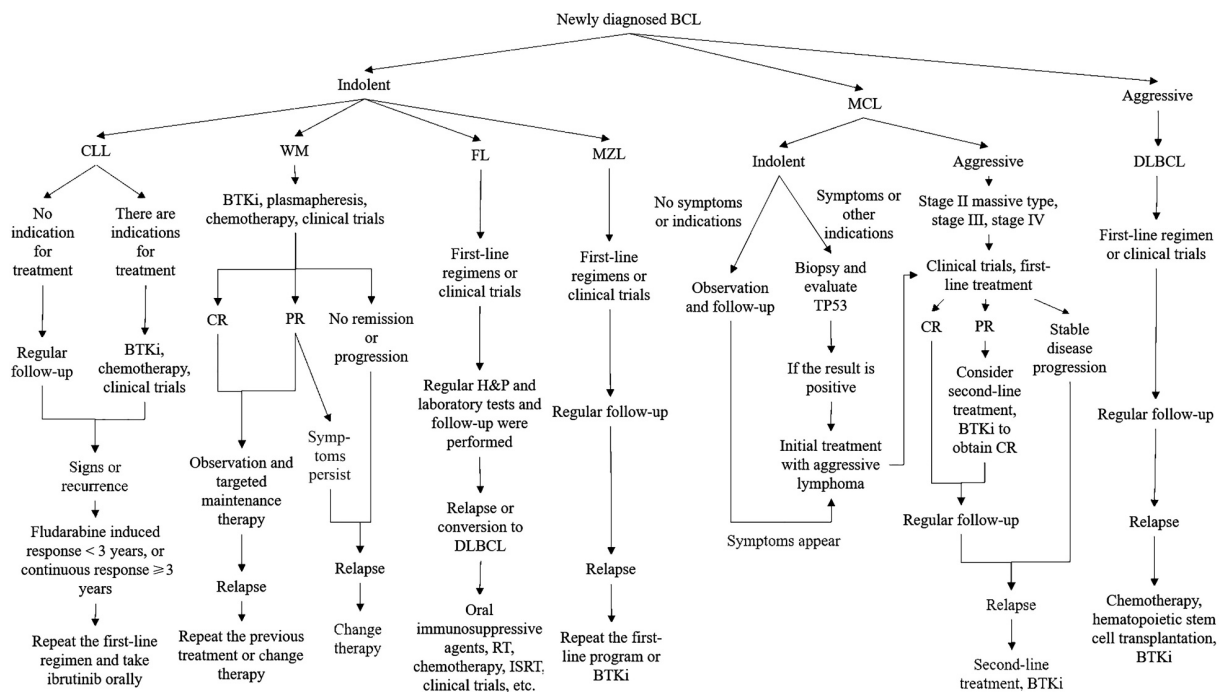 Newly diagnosed BCL
Indolent
MCL
Aggressive
CLL
WM
FL
MZL
Indolent
Aggressive
DLBCL
No
indication
for
treatment
There are
indications
for
treatment
BTKi, plasmapheresis,
chemotherapy, clinical trials
First-line
regimens or
clinical trials
First-line
regimens or
clinical trials
No symptoms
or indications
Symptoms or
other
indications
Stage II massive type,
stage III, stage IV
First-line regimen
or clinical trials
Observation
and follow-up
Biopsy and
evaluate
TP53
Clinical trials, first-
line treatment
CR
PR
No remission
or
progression
CR
PR
Stable
disease
progression
Regular
follow-up
BTKi,
chemotherapy,
clinical trials
Regular H&P and
laboratory tests and
follow-up were
performed
Regular follow-up
If the result is
positive
Consider
second-line
treatment,
BTKi to
obtain CR
Regular follow-up
Signs or
recurrence
Observation and
targeted
maintenance
therapy
Symp-
toms
persist
Initial treatment
with aggressive
lymphoma
Fludarabine induced
response < 3 years, or
continuous response ⩾ 3
years
Relapse or
conversion to
DLBCL
Symptoms appear
Regular follow-up
Relapse
Relapse
Relapse
Relapse
Relapse
Repeat the first-line
regimen and take
ibrutinib orally
Repeat the previous
treatment or change
therapy
Change
therapy
Oral
immunosuppressive
agents, RT,
chemotherapy, ISRT,
clinical trials, etc.
Repeat the first-
line program or
BTKi
Second-line
treatment, BTKi
Chemotherapy,
hematopoietic stem
cell transplantation,
BTKi